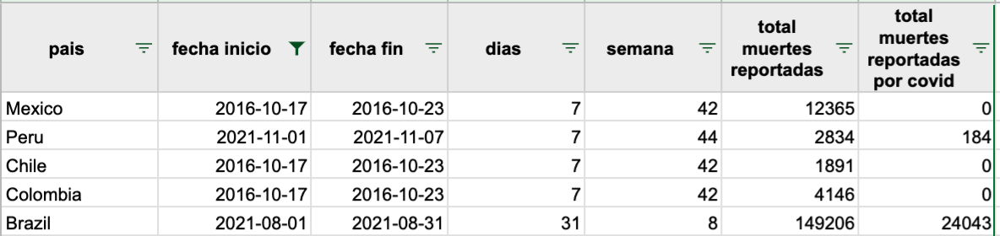 pais fecha inicio fecha fin dias semana total muertes reportadas total muertes reportadas por covid
Mexico 2016-10-17 2016-10-23 7 42 12365 0
Peru 2021-11-01 2021-11-07 7 44 2834 184
Chile 2016-10-17 2016-10-23 7 42 1891 0
Colombia 2016-10-17 2016-10-23 7 42 4146 0
Brazil 2021-08-01 2021-08-31 31 8 149206 24043